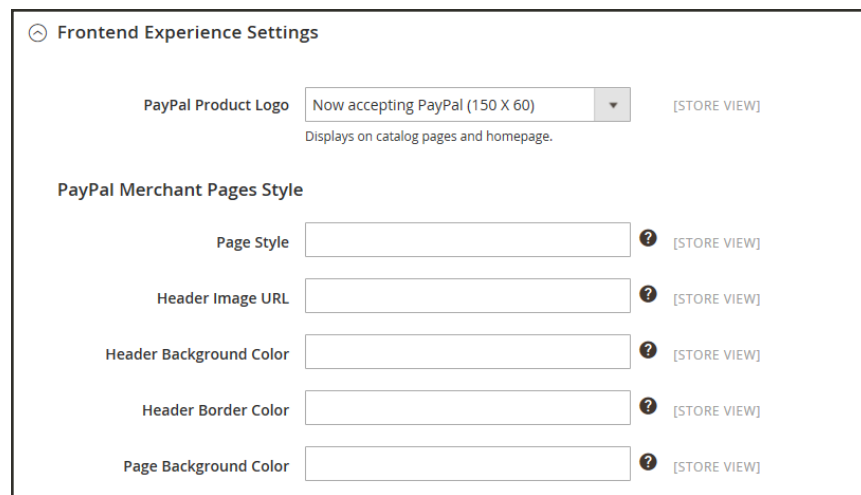 Frontend Experience Settings
PayPal Product Logo Now accepting PayPal (150 X 60) [STORE VIEW]
Displays on catalog pages and homepage.
PayPal Merchant Pages Style
Page Style ? [STORE VIEW]
Header Image URL ? [STORE VIEW]
Header Background Color ? [STORE VIEW]
Header Border Color ? [STORE VIEW]
Page Background Color ? [STORE VIEW]